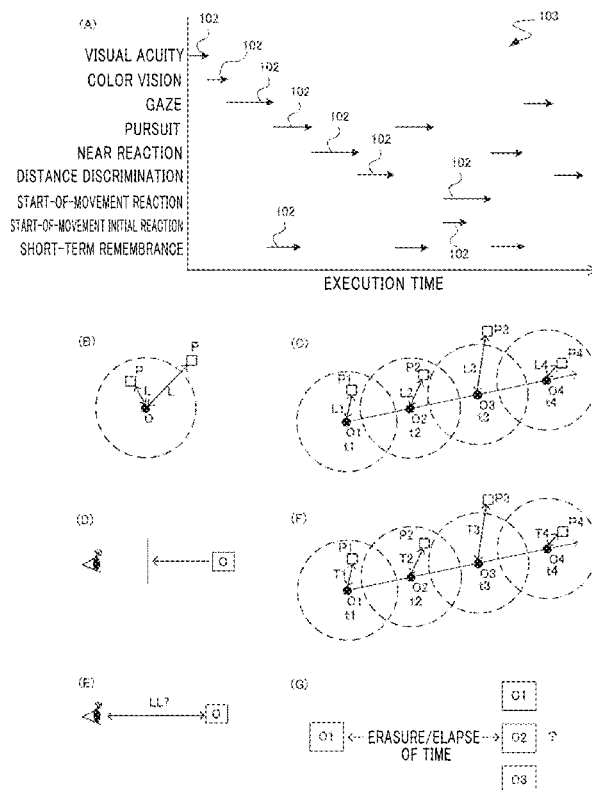 (A)
102
102
103
102
102
102
102
102
102
102
VISUAL ACUITY
COLOR VISION
GAZE
PURSUIT
NEAR REACTION
DISTANCE DISCRIMINATION
START-OF-MOVEMENT REACTION
START-OF-MOVEMENT INITIAL REACTION
SHORT-TERM REMEMBRANCE
EXECUTION TIME
(B)
P
P
L
L
O
(C)
P1
P2
P3
P4
L1
L2
L3
L4
O1
O2
O3
O4
t1
t2
t3
t4
(D)
O
(F)
P1
P2
P3
P4
T1
T2
T3
T4
O1
O2
O3
O4
t1
t2
t3
t4
(E)
LL?
O
(G)
O1
O1
ERASURE/ELAPSE
OF TIME
O2
?
O3